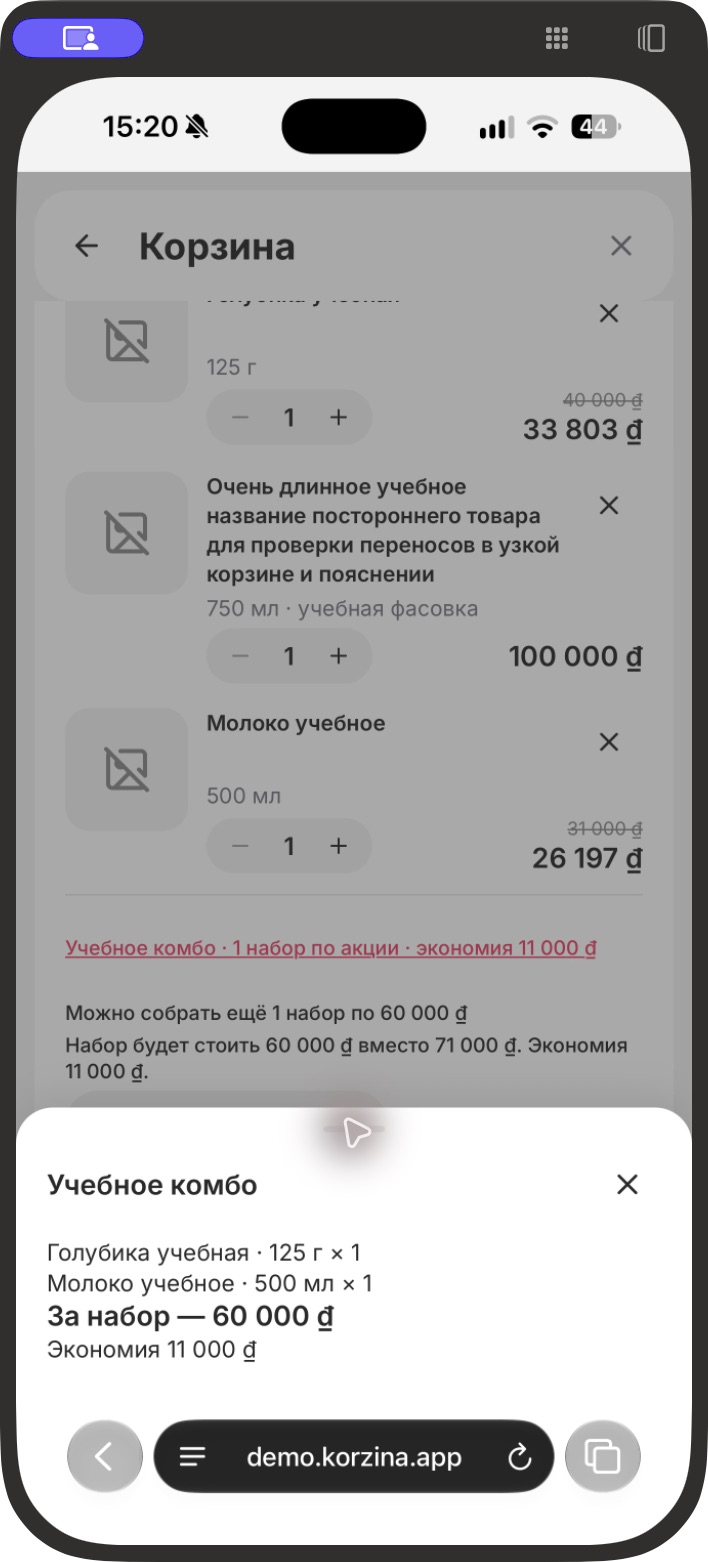 15:20
44
Корзина
125 г
40 000 ₫
1
33 803 ₫
Очень длинное учебное
название постороннего товара
для проверки переносов в узкой
корзине и пояснении
750 мл · учебная фасовка
1
100 000 ₫
Молоко учебное
500 мл
31 000 ₫
1
26 197 ₫
Учебное комбо · 1 набор по акции · экономия 11 000 ₫
Можно собрать ещё 1 набор по 60 000 ₫
Набор будет стоить 60 000 ₫ вместо 71 000 ₫. Экономия
11 000 ₫.
Учебное комбо
Голубика учебная · 125 г × 1
Молоко учебное · 500 мл × 1
За набор — 60 000 ₫
Экономия 11 000 ₫
demo.korzina.app